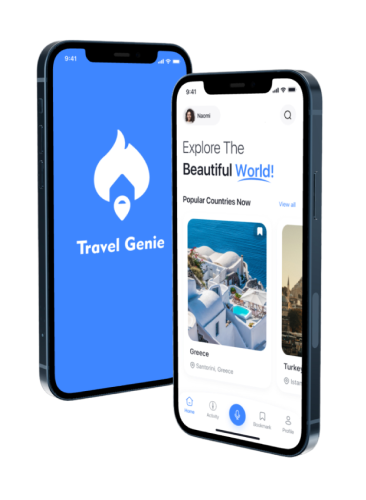 9:41
Travel Genie
9:41
Naomi
Explore The
Beautiful World!
Popular Countries Now
View all
Greece
Santorini, Greece
Turkey
Home
Activity
Bookmark
Profile